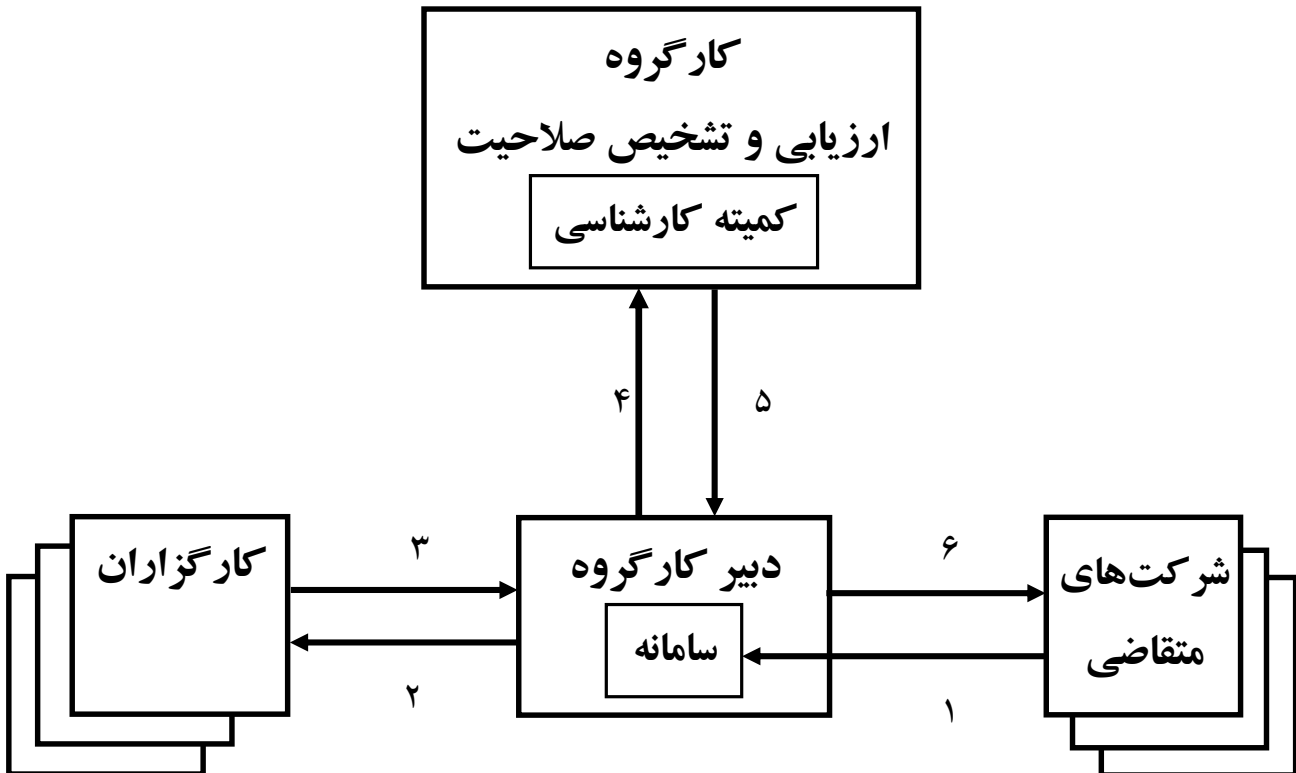 کارگروه
ارزیابی و تشخیص صلاحیت
کمیته کارشناسی
۴
۵
شرکت‌های
متقاضی
۶
۱
دبیر کارگروه
سامانه
۳
۲
کارگزاران